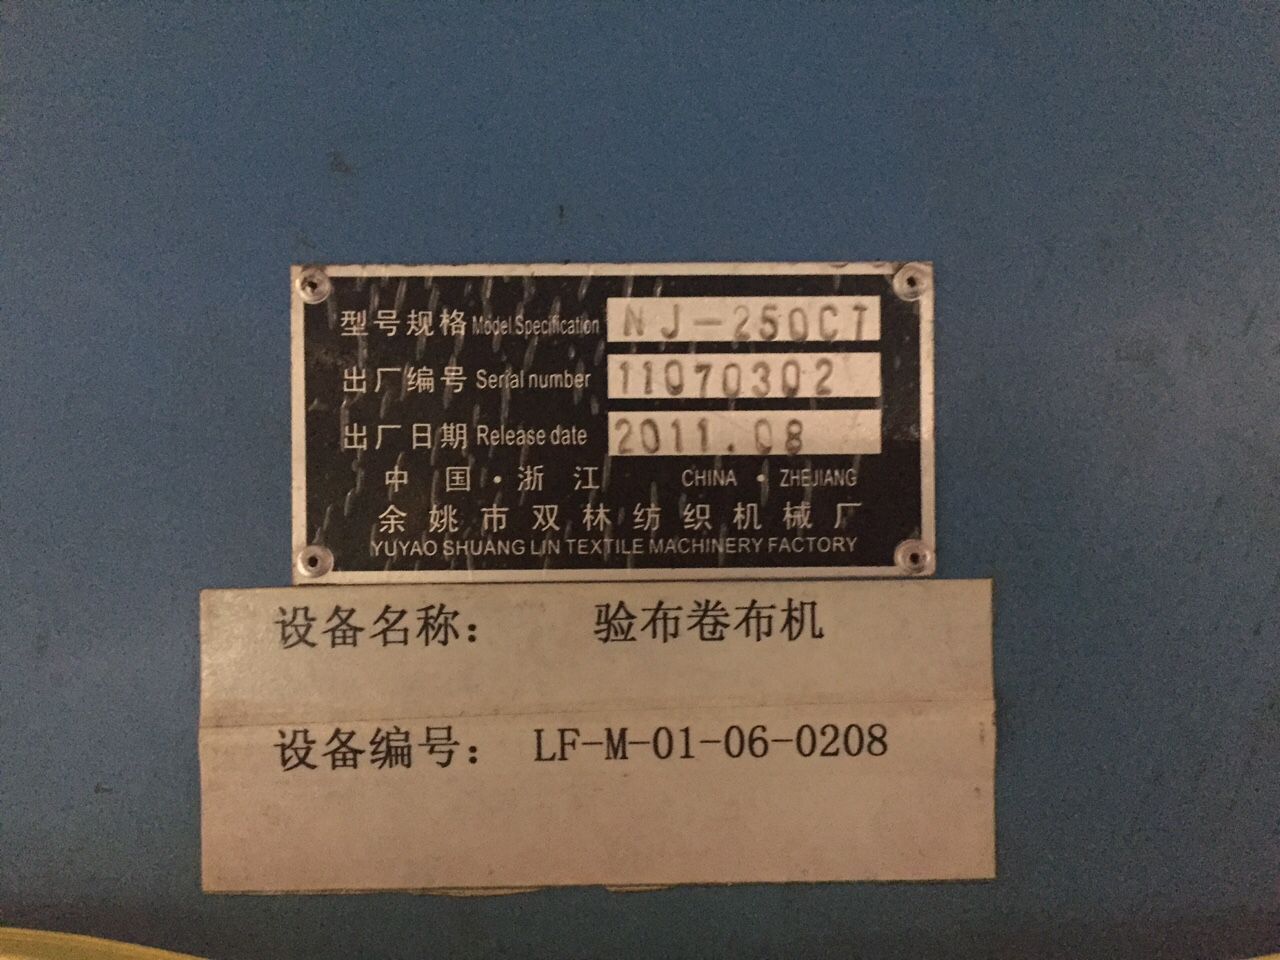 型号规格 Model Specification NJ-250CT
出厂编号 Serial number 11070302
出厂日期 Release date 2011.08
中国·浙江 CHINA · ZHEJIANG
余姚市双林纺织机械厂
YUYAO SHUANG LIN TEXTILE MACHINERY FACTORY
设备名称： 验布卷布机
设备编号： LF-M-01-06-0208